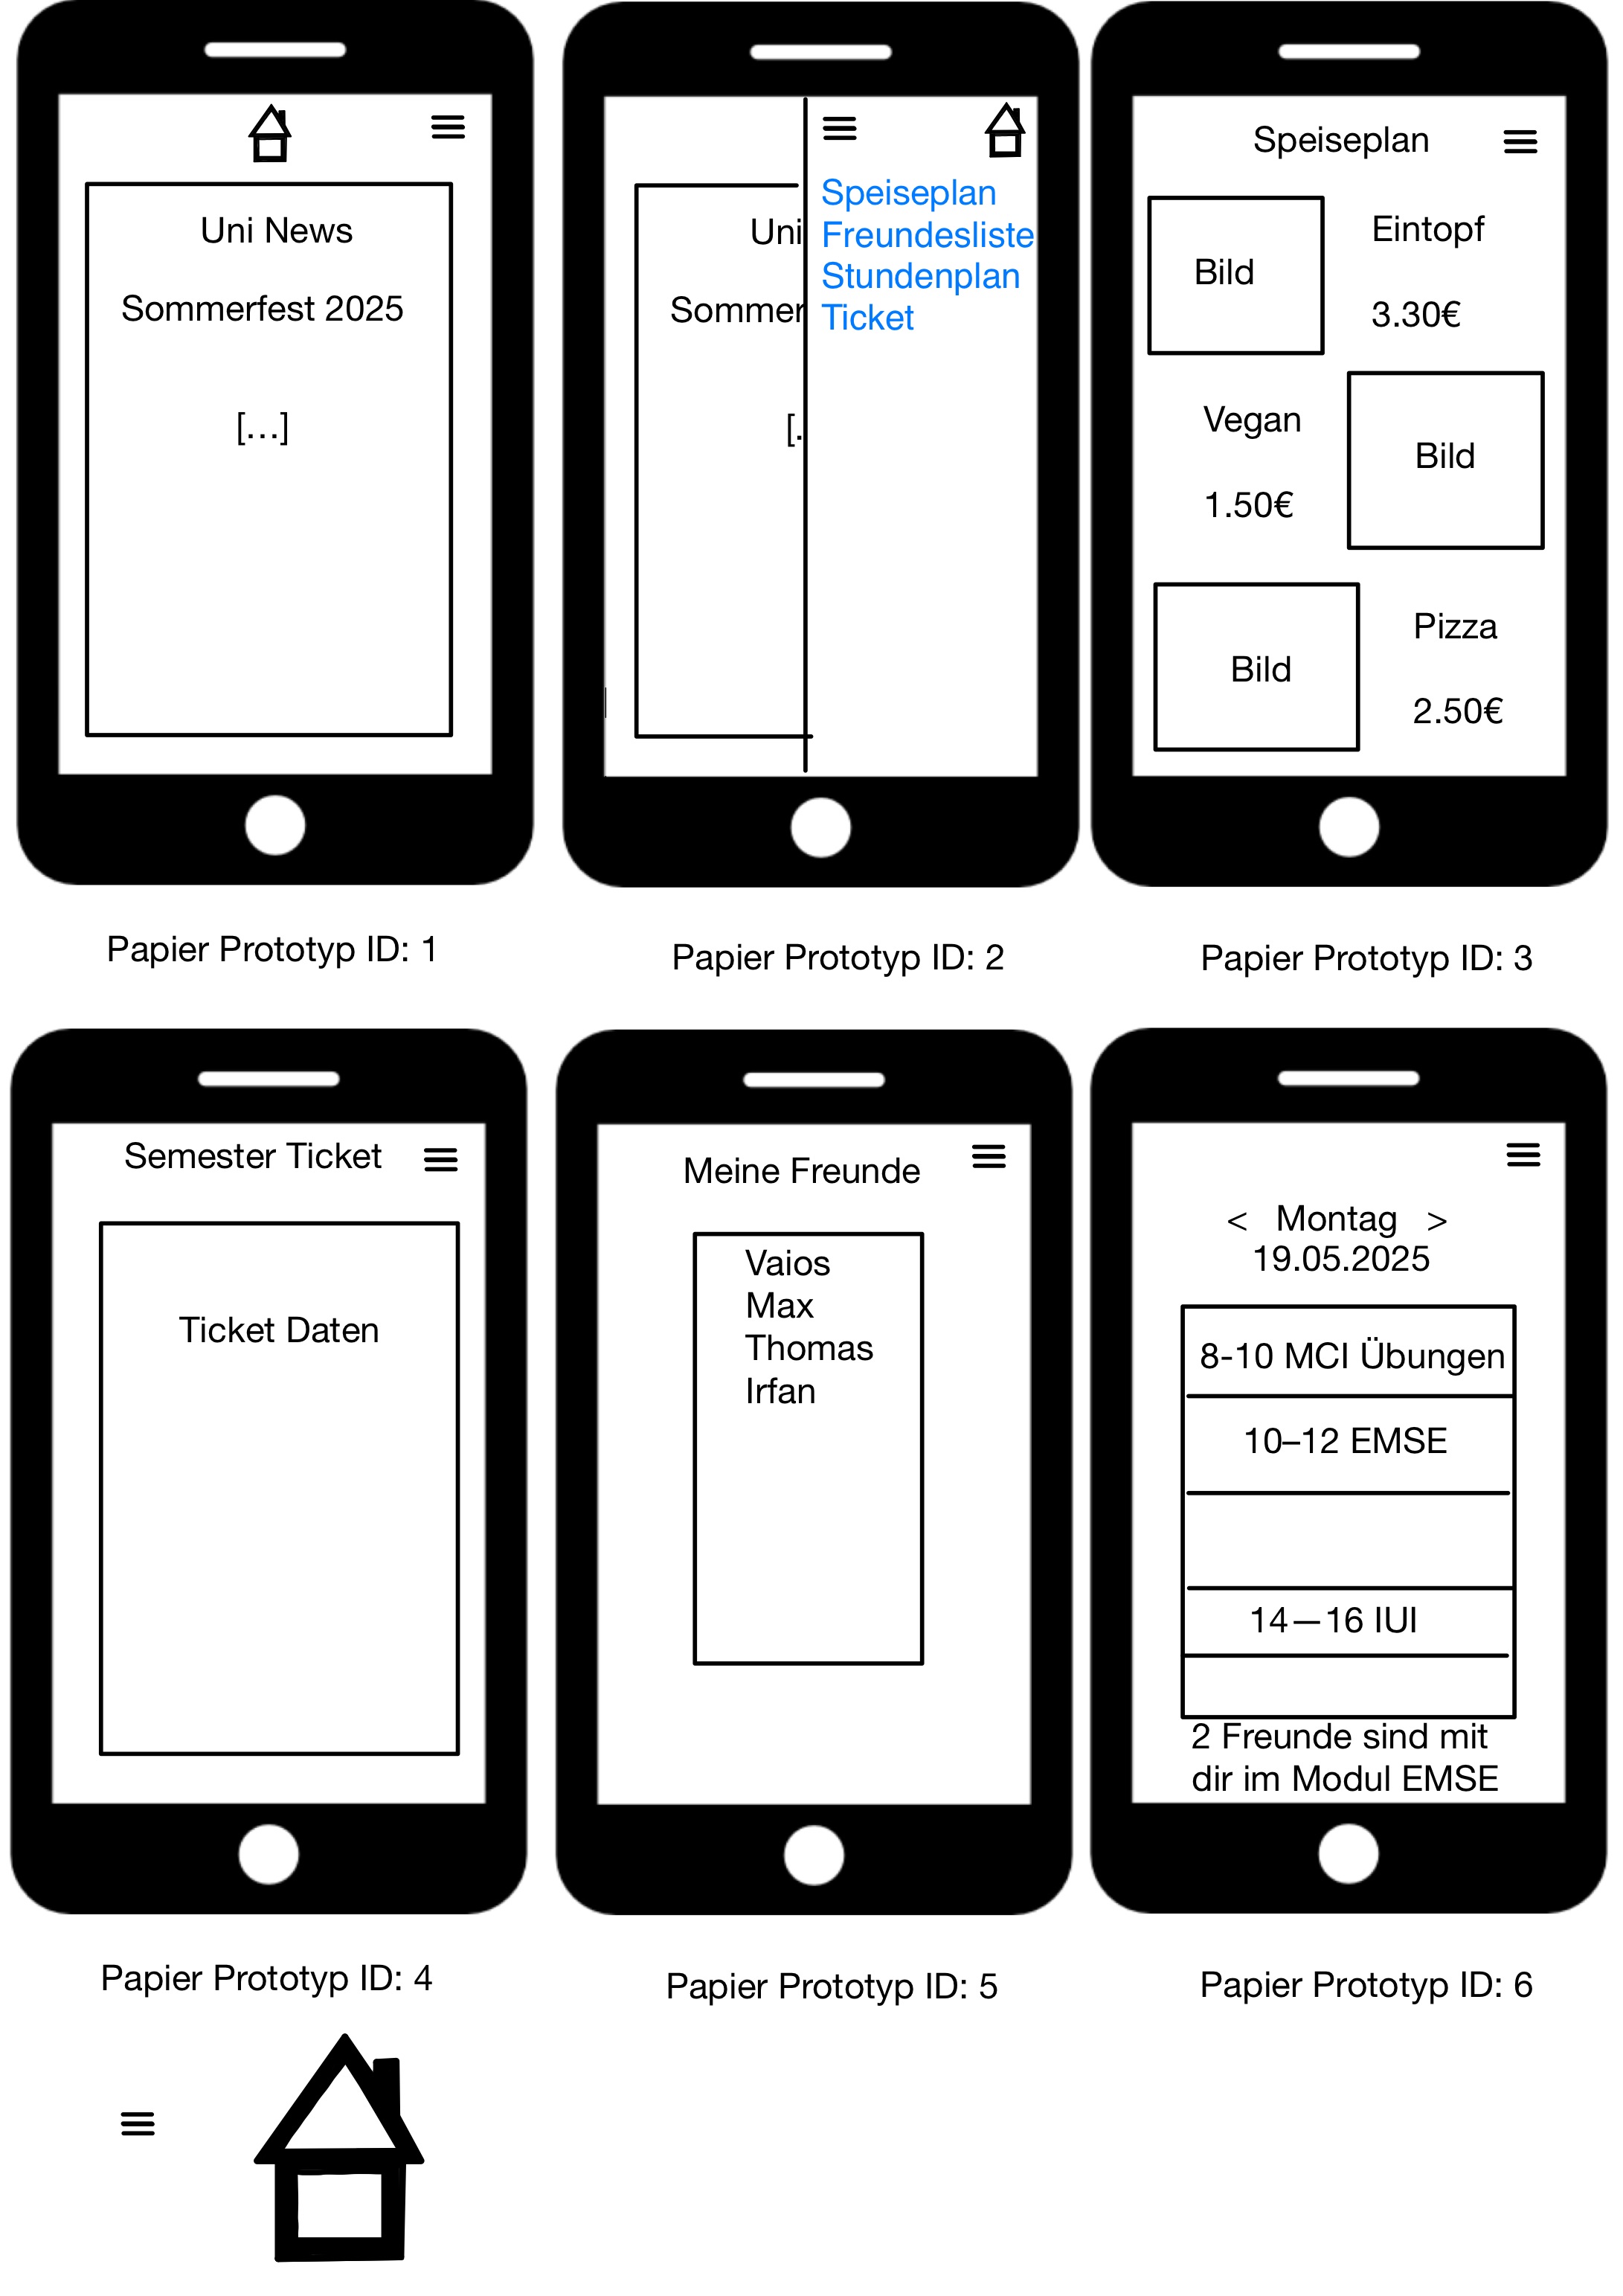 Uni News
Sommerfest 2025
[...]
Papier Prototyp ID: 1
Uni
Sommer
[.
Speiseplan
Freundesliste
Stundenplan
Ticket
Papier Prototyp ID: 2
Speiseplan
Bild
Eintopf
3.30€
Vegan
1.50€
Bild
Bild
Pizza
2.50€
Papier Prototyp ID: 3
Semester Ticket
Ticket Daten
Papier Prototyp ID: 4
Meine Freunde
Vaios
Max
Thomas
Irfan
Papier Prototyp ID: 5
< Montag >
19.05.2025
8-10 MCI Übungen
10–12 EMSE
14—16 IUI
2 Freunde sind mit
dir im Modul EMSE
Papier Prototyp ID: 6